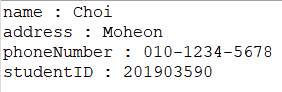 name : Choi
address : Moheon
phoneNumber : 010-1234-5678
studentID : 201903590